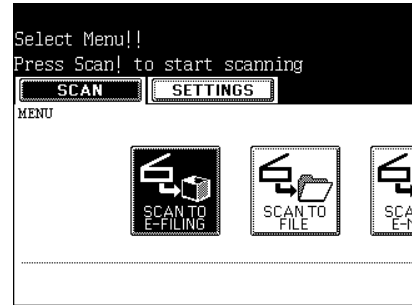 Select Menu!!
Press Scan! to start scanning
SCAN SETTINGS
MENU
SCAN TO E-FILING
SCAN TO FILE